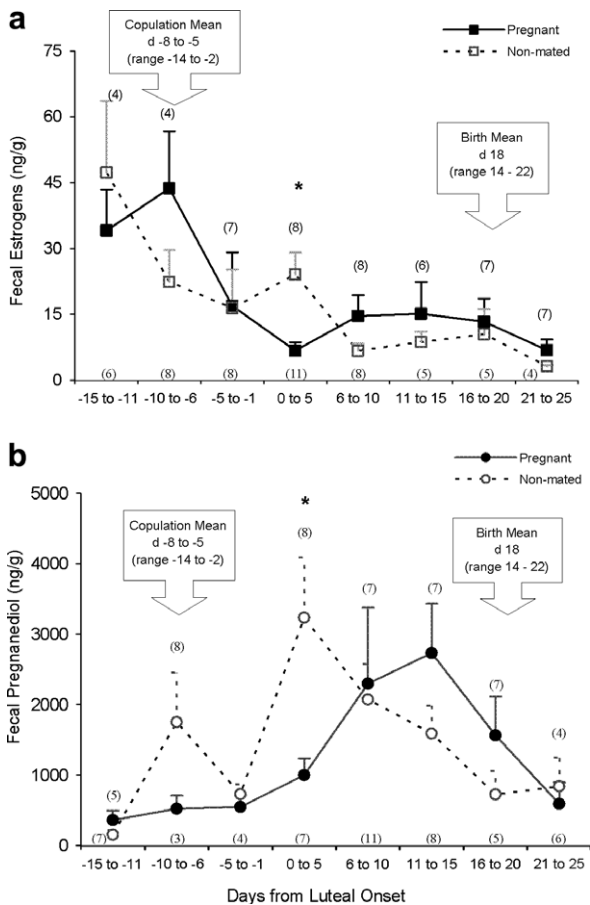 a
Copulation Mean
d -8 to -5
(range -14 to -2)
Pregnant
Non-mated
Birth Mean
d 18
(range 14 - 22)
Fecal Estrogens (ng/g)
75
60
45
30
15
0
(4)
(4)
(7)
*
(8)
(8)
(6)
(7)
(7)
(6)
(8)
(8)
(11)
(8)
(5)
(5)
(4)
-15 to -11
-10 to -6
-5 to -1
0 to 5
6 to 10
11 to 15
16 to 20
21 to 25
b
Pregnant
Non-mated
Copulation Mean
d -8 to -5
(range -14 to -2)
Birth Mean
d 18
(range 14 - 22)
Fecal Pregnanediol (ng/g)
5000
4000
3000
2000
1000
0
(5)
(8)
*
(8)
(7)
(7)
(7)
(4)
(7)
(3)
(4)
(7)
(11)
(8)
(5)
(6)
-15 to -11
-10 to -6
-5 to -1
0 to 5
6 to 10
11 to 15
16 to 20
21 to 25
Days from Luteal Onset